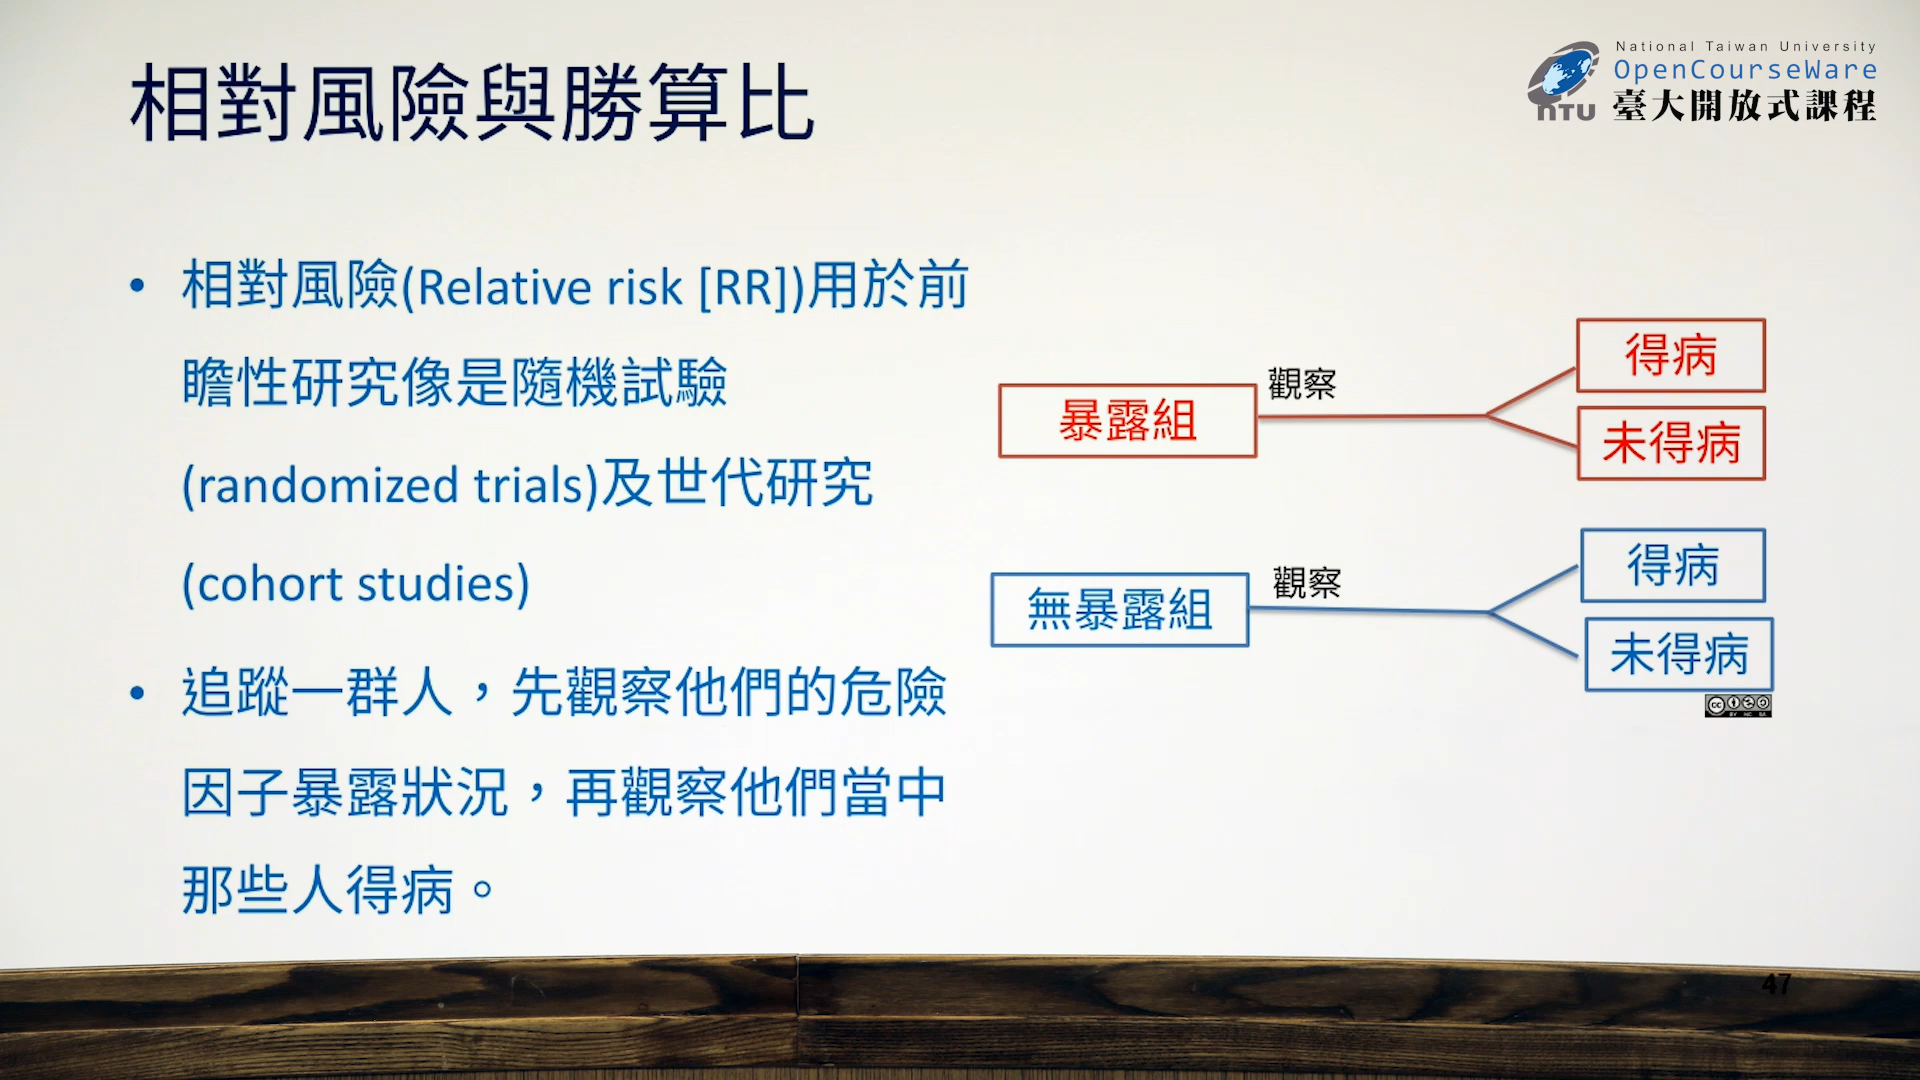 相對風險與勝算比
National Taiwan University
OpenCourseWare
臺大開放式課程
NTU
• 相對風險(Relative risk [RR])用於前
瞻性研究像是隨機試驗
(randomized trials)及世代研究
(cohort studies)
• 追蹤一群人，先觀察他們的危險
因子暴露狀況，再觀察他們當中
那些人得病。
暴露組
觀察
得病
未得病
無暴露組
觀察
得病
未得病
cc
BY NC SA
47